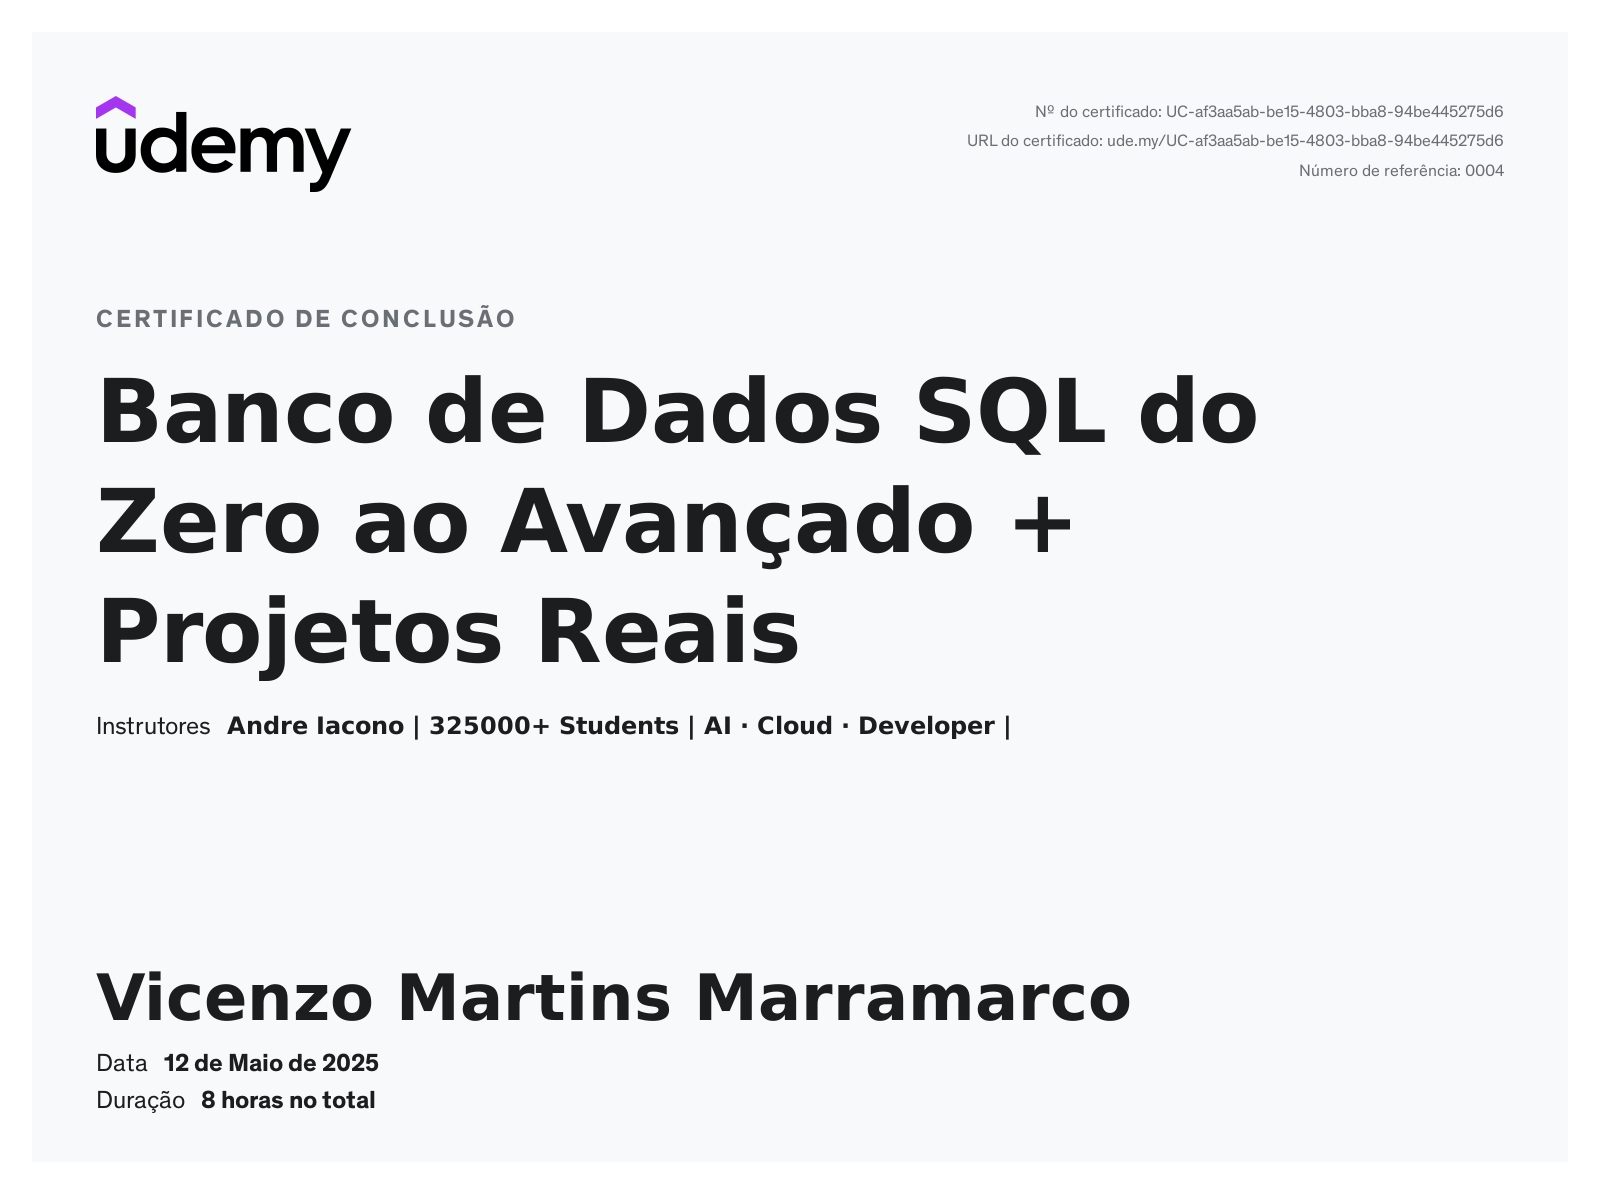 udemy
Nº do certificado: UC-af3aa5ab-be15-4803-bba8-94be445275d6
URL do certificado: ude.my/UC-af3aa5ab-be15-4803-bba8-94be445275d6
Número de referência: 0004
CERTIFICADO DE CONCLUSÃO
Banco de Dados SQL do
Zero ao Avançado +
Projetos Reais
Instrutores Andre Iacono | 325000+ Students | AI · Cloud · Developer |
Vicenzo Martins Marramarco
Data 12 de Maio de 2025
Duração 8 horas no total